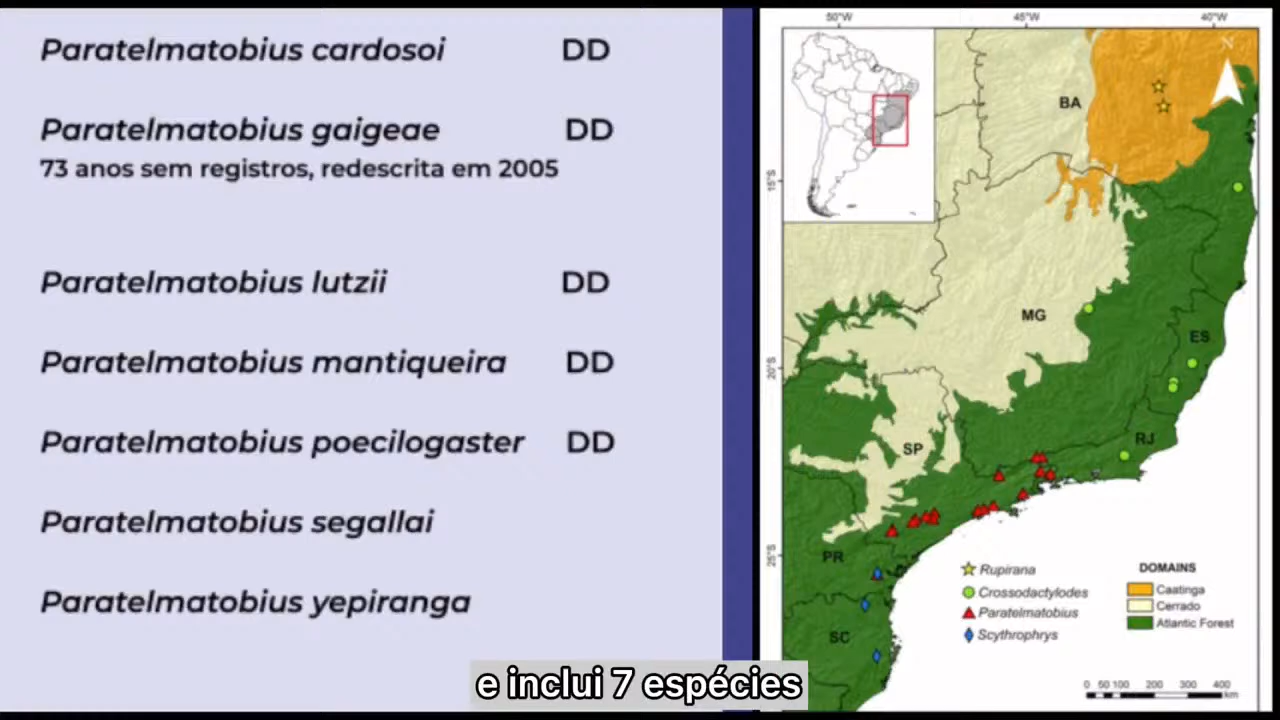 Paratelmatobius cardosoi DD
Paratelmatobius gaigeae DD
73 anos sem registros, redescrita em 2005
Paratelmatobius lutzii DD
Paratelmatobius mantiqueira DD
Paratelmatobius poecilogaster DD
Paratelmatobius segallai
Paratelmatobius yepiranga
50°W 45°W 40°W
N
BA
15°S
MG
ES
20°S
SP
RJ
25°S
PR
SC
Rupirana
Crossodactylodes
Paratelmatobius
Scythrophrys
DOMAINS
Caatinga
Cerrado
Atlantic Forest
0 50 100 200 300 400
km
e inclui 7 espécies